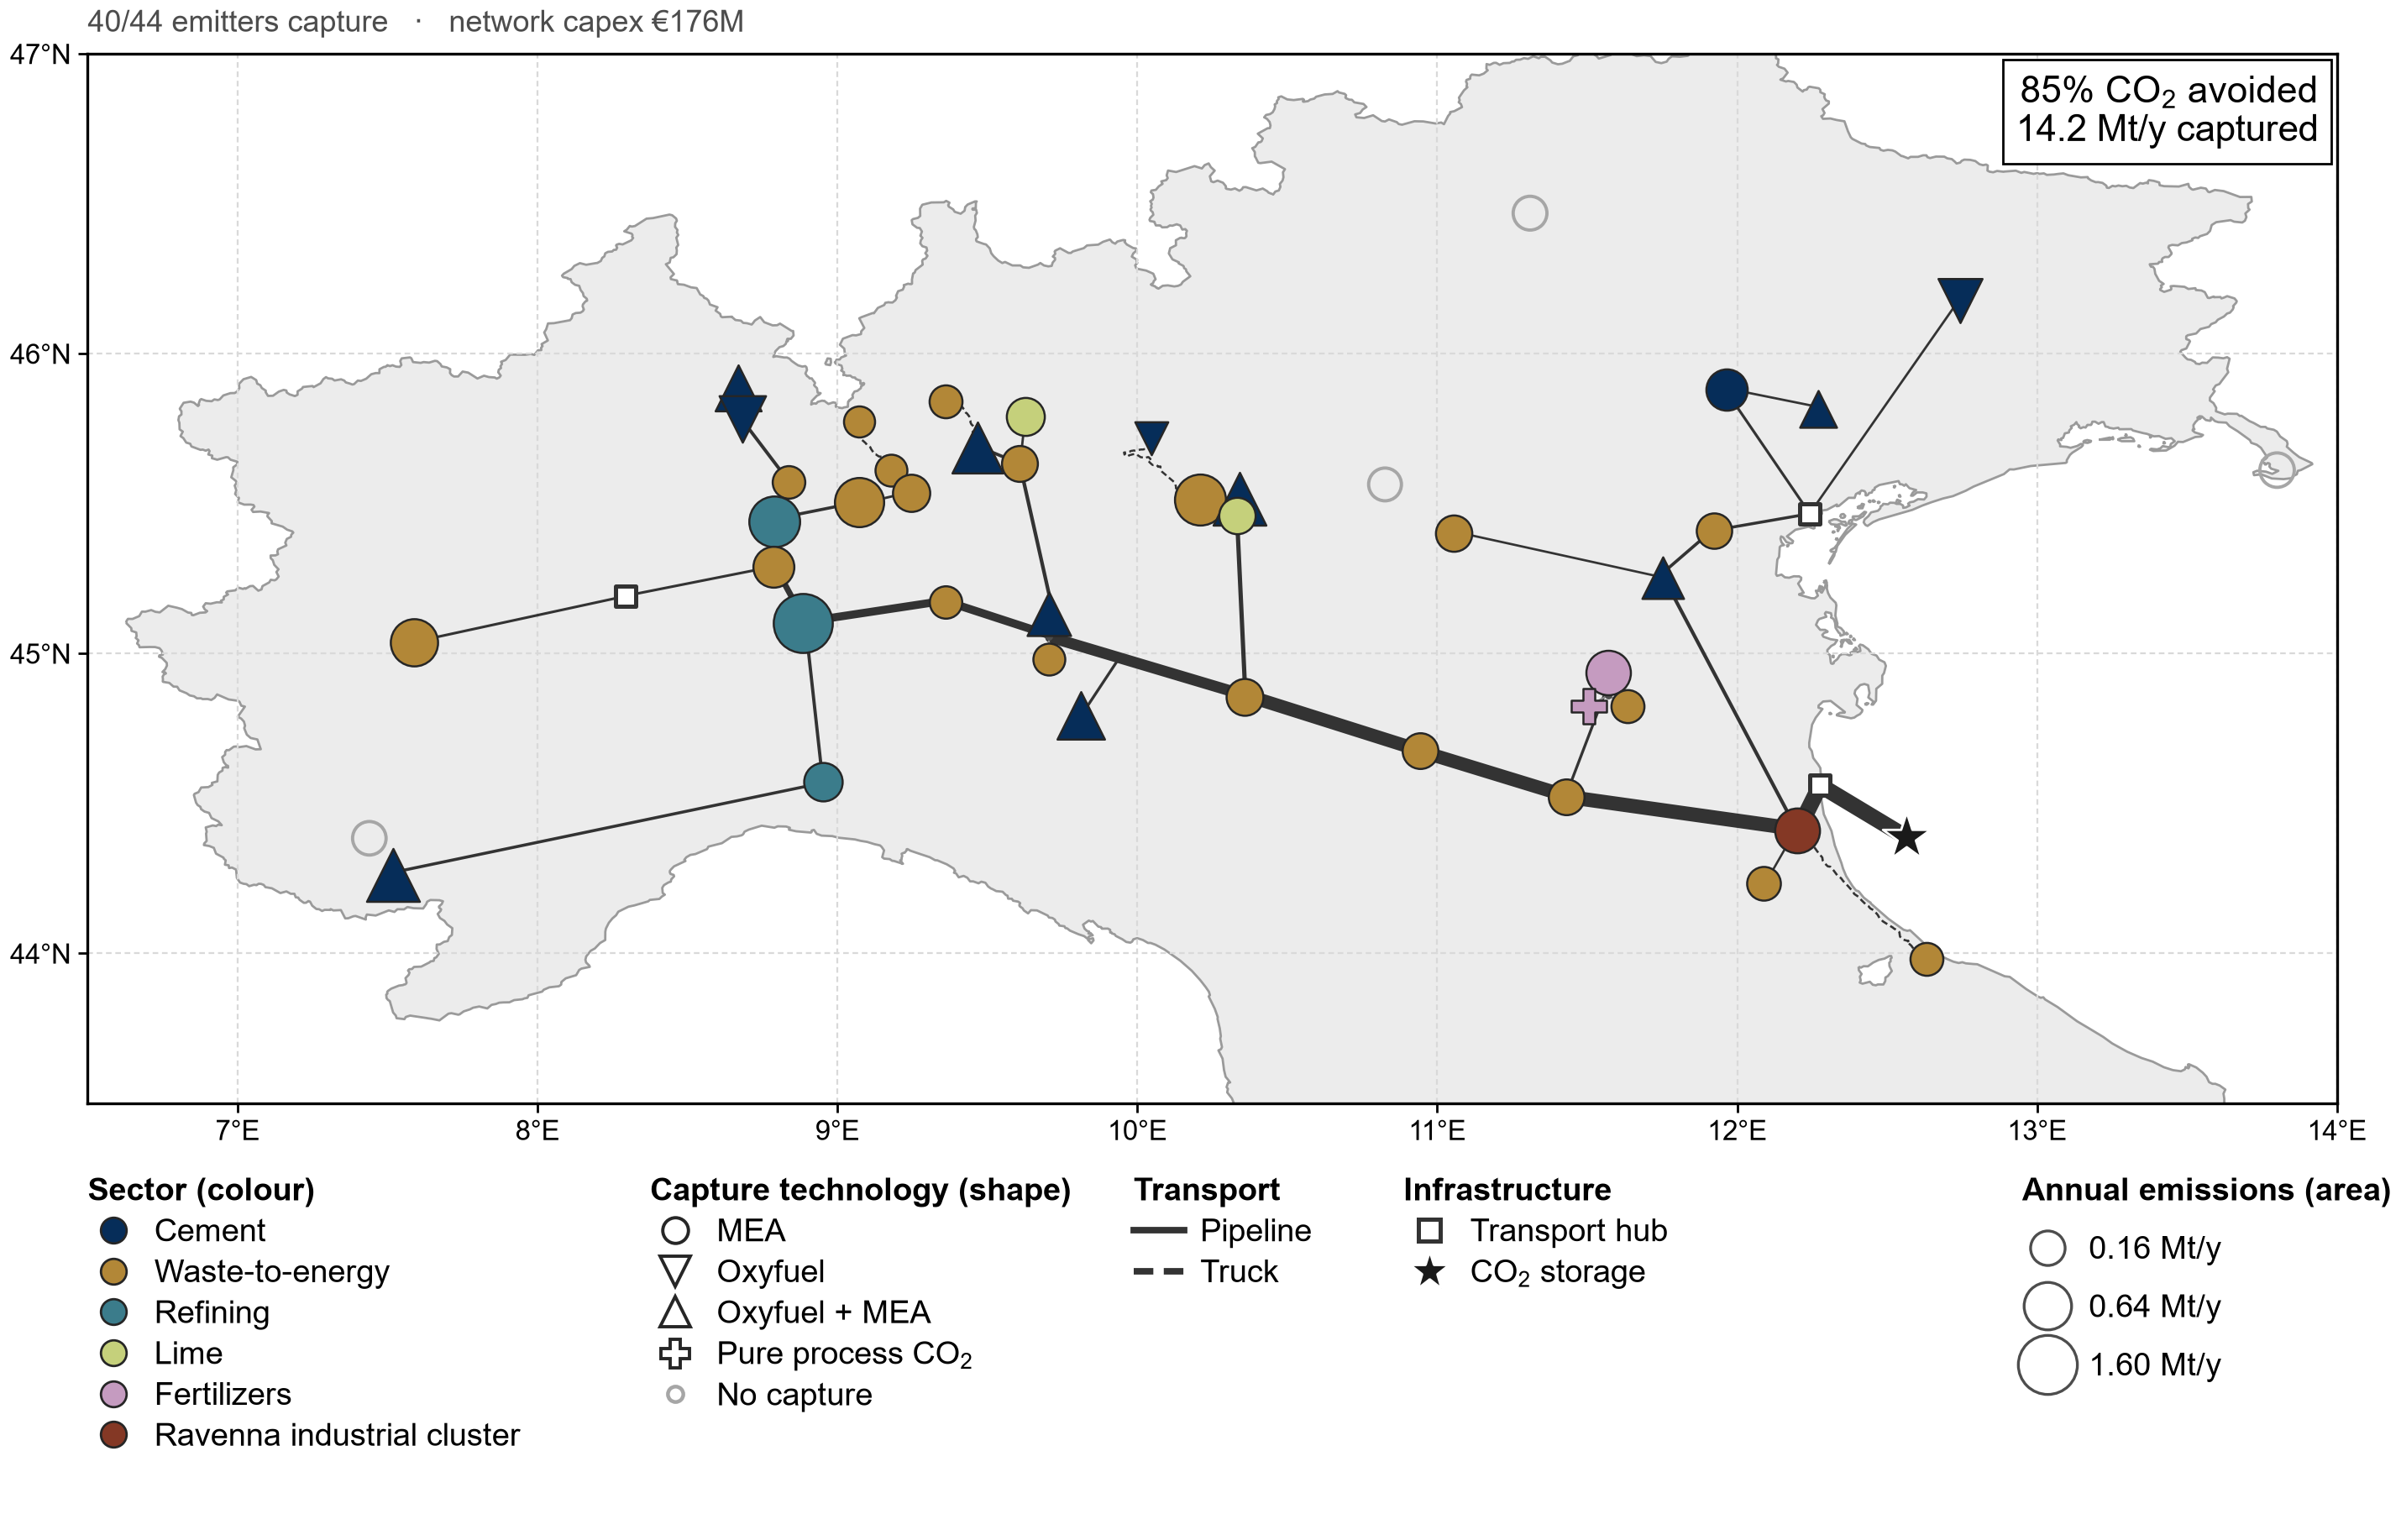 40/44 emitters capture · network capex €176M
47°N
46°N
45°N
44°N
85% CO₂ avoided
14.2 Mt/y captured
7°E 8°E 9°E 10°E 11°E 12°E 13°E 14°E
Sector (colour)
Cement
Waste-to-energy
Refining
Lime
Fertilizers
Ravenna industrial cluster
Capture technology (shape)
MEA
Oxyfuel
Oxyfuel + MEA
Pure process CO₂
No capture
Transport
Pipeline
Truck
Infrastructure
Transport hub
CO₂ storage
Annual emissions (area)
0.16 Mt/y
0.64 Mt/y
1.60 Mt/y